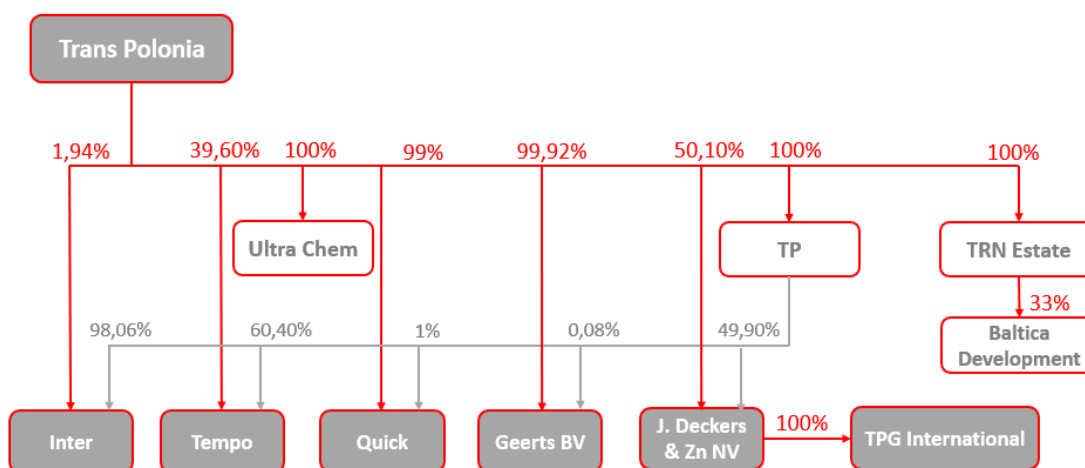 Trans Polonia
1,94%
39,60%
100%
99%
99,92%
50,10%
100%
100%
Ultra Chem
TP
TRN Estate
33%
98,06%
60,40%
1%
0,08%
49,90%
Baltica
Development
Inter
Tempo
Quick
Geerts BV
J. Deckers
& Zn NV
100%
TPG International